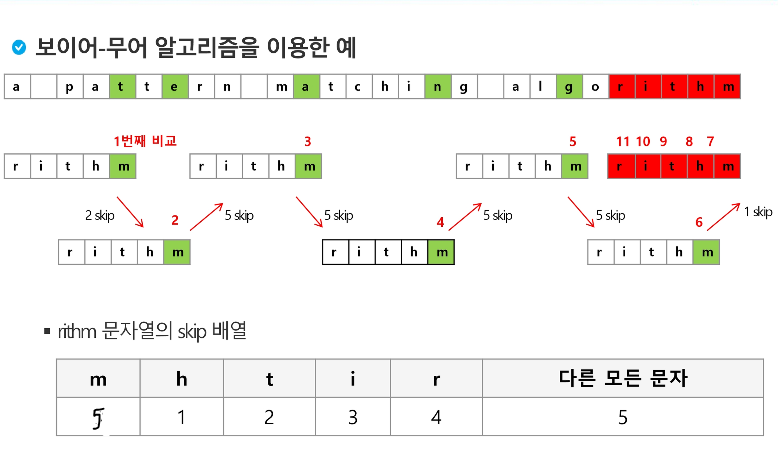 보이어-무어 알고리즘을 이용한 예
a p a t t e r n m a t c h i n g a l g o r i t h m
1번째 비교 3 5 11 10 9 8 7
r i t h m r i t h m r i t h m r i t h m
2 skip 2 5 skip 5 skip 4 5 skip 5 skip 6 1 skip
r i t h m r i t h m r i t h m
▪ rithm 문자열의 skip 배열
m h t i r 다른 모든 문자
5 1 2 3 4 5